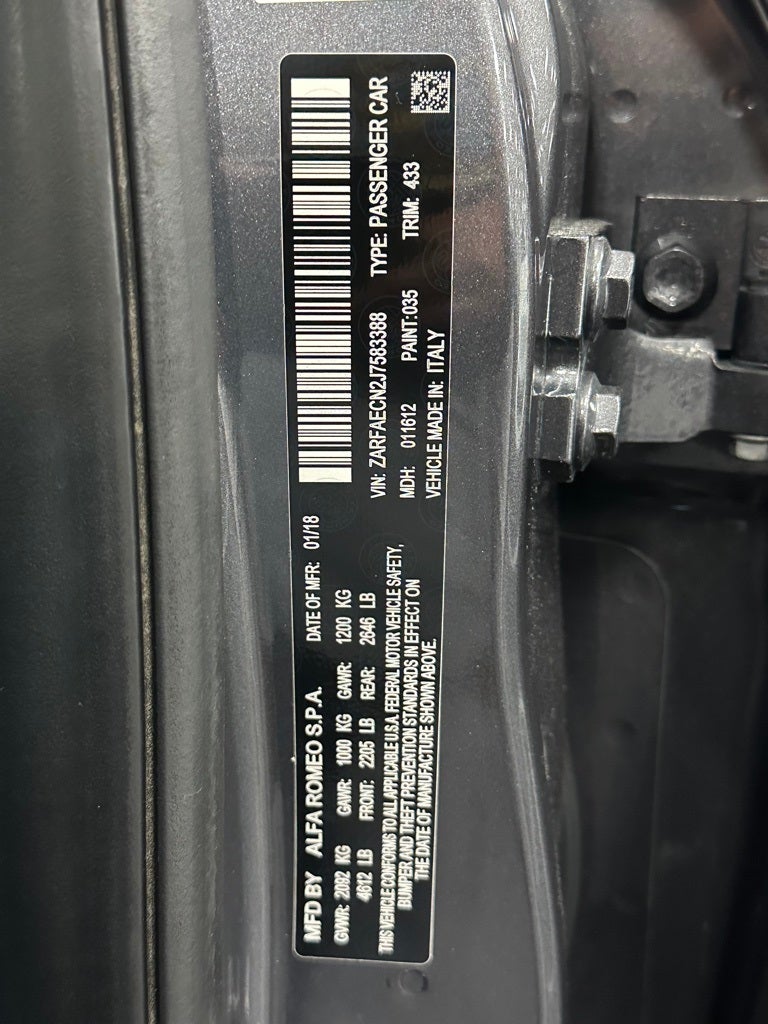 MFD BY ALFA ROMEO S.P.A. DATE OF MFR: 01/18
GVWR: 2092 KG GAWR: 1000 KG GAWR: 1200 KG
4612 LB FRONT: 2205 LB REAR: 2646 LB
THIS VEHICLE CONFORMS TO ALL APPLICABLE U.S.A. FEDERAL MOTOR VEHICLE SAFETY,
BUMPER, AND THEFT PREVENTION STANDARDS IN EFFECT ON
THE DATE OF MANUFACTURE SHOWN ABOVE.
VIN: ZARFAECN2J7583388 TYPE: PASSENGER CAR
MDH: 011612 PAINT:035 TRIM: 433
VEHICLE MADE IN: ITALY